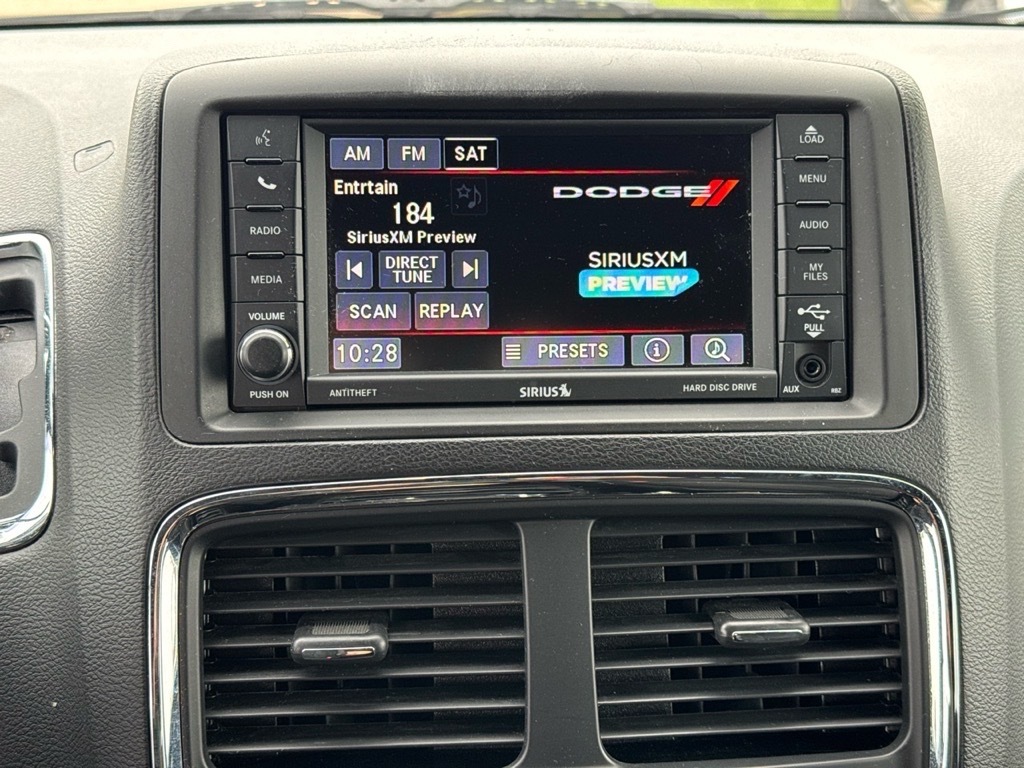 RADIO
MEDIA
VOLUME
PUSH ON
AM FM SAT
Entrtain
184
SiriusXM Preview
DIRECT
TUNE
SCAN REPLAY
10:28
DODGE
SIRIUSXM
PREVIEW
PRESETS
i
ANTITHEFT
SIRIUS
HARD DISC DRIVE
LOAD
MENU
AUDIO
MY
FILES
PULL
AUX
RBZ